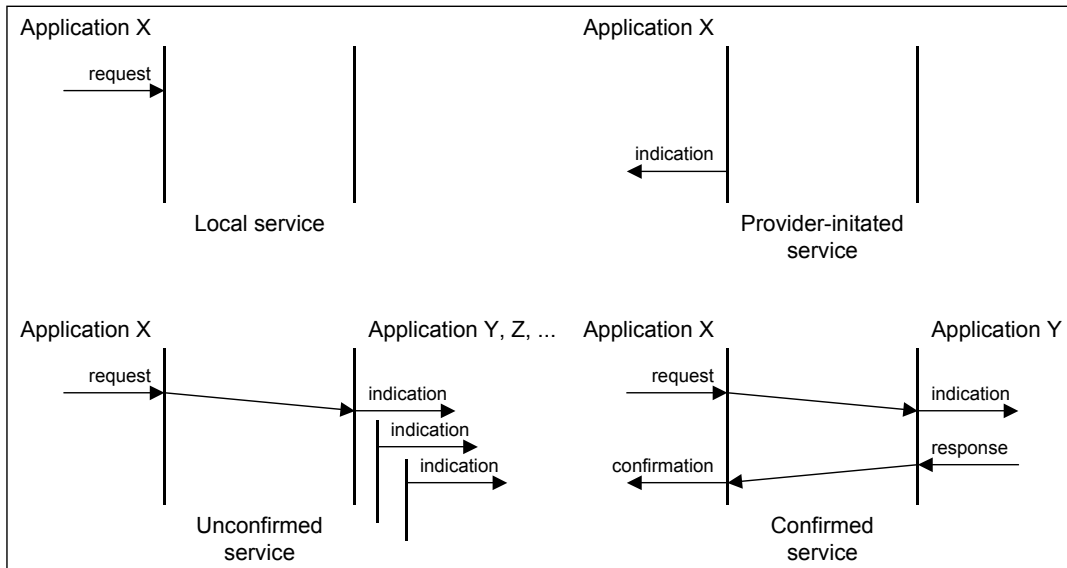 Application X
request
Local service
Application X
indication
Provider-initated
service
Application X
Application Y, Z, ...
request
indication
indication
indication
Unconfirmed
service
Application X
Application Y
request
indication
response
confirmation
Confirmed
service